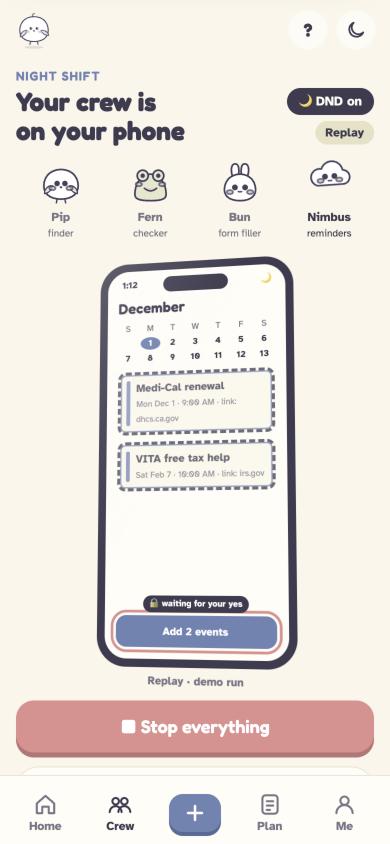 ?
NIGHT SHIFT
Your crew is
on your phone
🌙 DND on
Replay
Pip
finder
Fern
checker
Bun
form filler
Nimbus
reminders
1:12
🌙
December
S M T W T F S
1 2 3 4 5 6
7 8 9 10 11 12 13
Medi-Cal renewal
Mon Dec 1 · 9:00 AM · link:
dhcs.ca.gov
VITA free tax help
Sat Feb 7 · 10:00 AM · link: irs.gov
🔒 waiting for your yes
Add 2 events
Replay · demo run
Stop everything
Home
Crew
+
Plan
Me